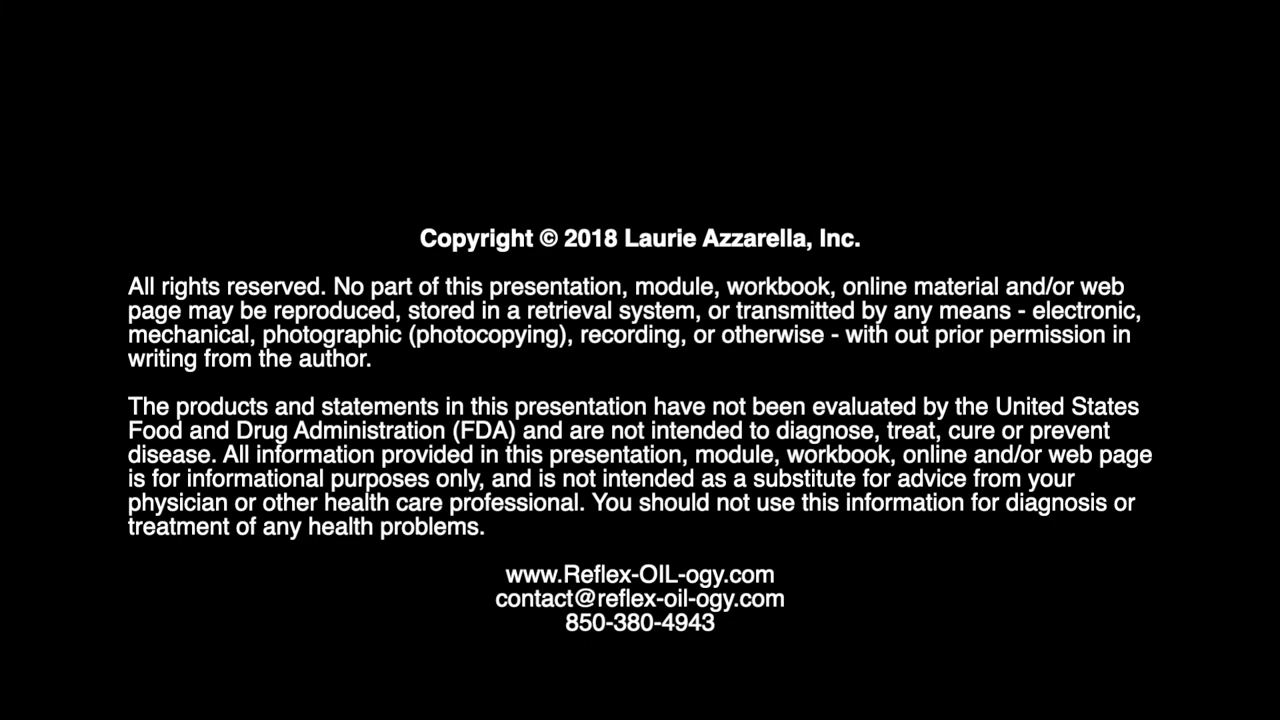 Copyright © 2018 Laurie Azzarella, Inc.
All rights reserved. No part of this presentation, module, workbook, online material and/or web
page may be reproduced, stored in a retrieval system, or transmitted by any means - electronic,
mechanical, photographic (photocopying), recording, or otherwise - with out prior permission in
writing from the author.
The products and statements in this presentation have not been evaluated by the United States
Food and Drug Administration (FDA) and are not intended to diagnose, treat, cure or prevent
disease. All information provided in this presentation, module, workbook, online and/or web page
is for informational purposes only, and is not intended as a substitute for advice from your
physician or other health care professional. You should not use this information for diagnosis or
treatment of any health problems.
www.Reflex-OIL-ogy.com
contact@reflex-oil-ogy.com
850-380-4943